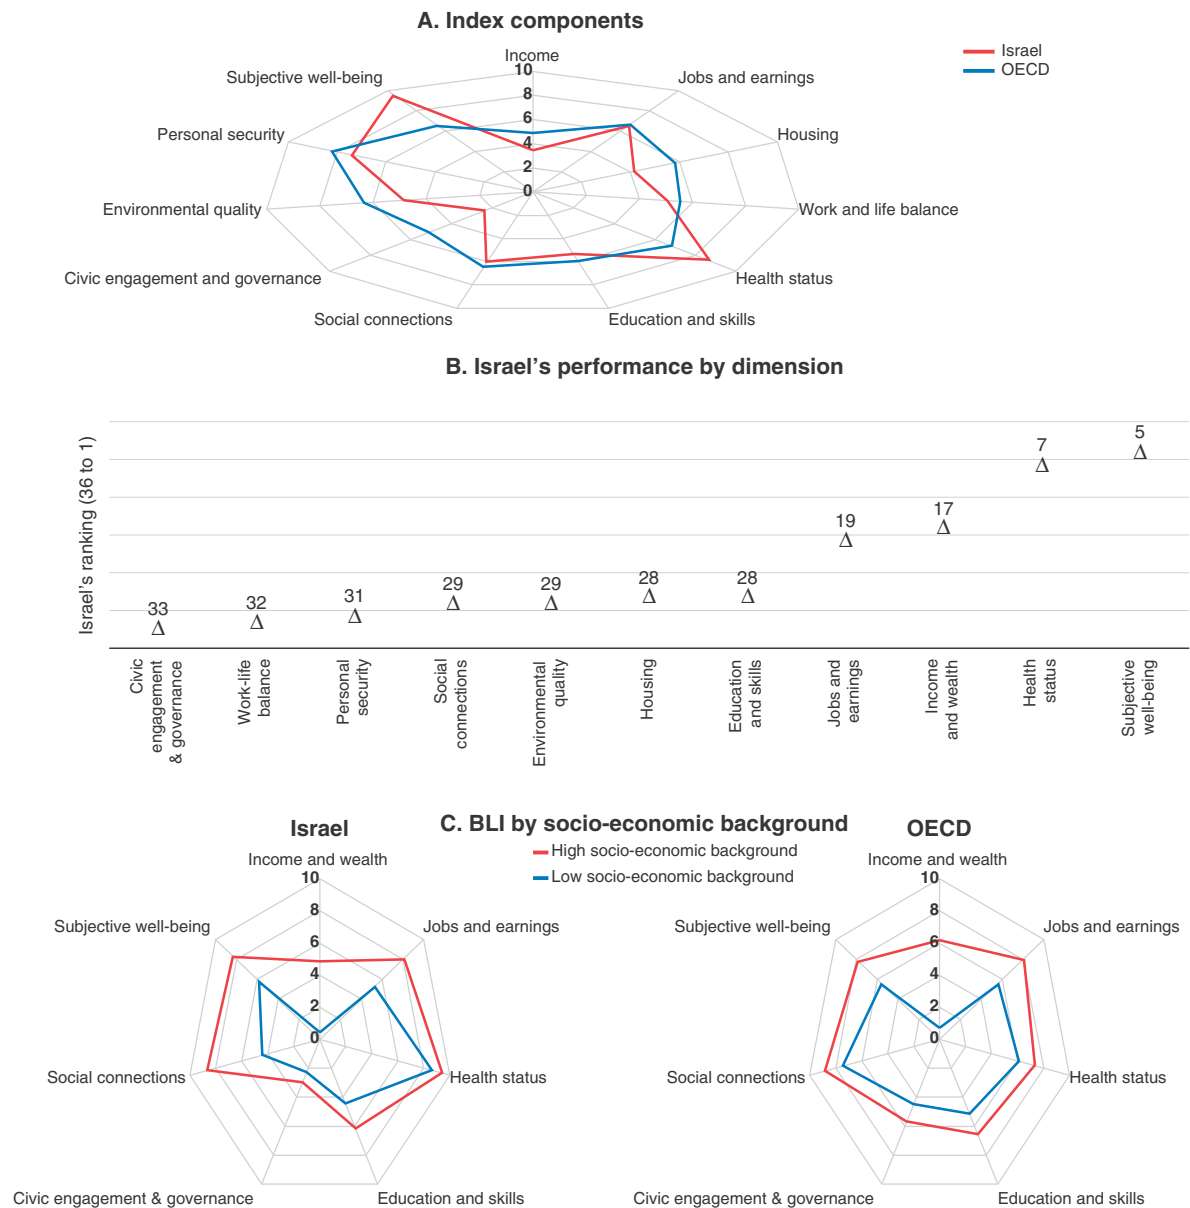 A. Index components
Israel
OECD
Income
Subjective well-being
Jobs and earnings
Personal security
Housing
Environmental quality
Work and life balance
Civic engagement and governance
Health status
Social connections
Education and skills
10
8
6
4
2
0
B. Israel’s performance by dimension
Israel’s ranking (36 to 1)
33
32
31
29
29
28
28
19
17
7
5
Δ
Δ
Δ
Δ
Δ
Δ
Δ
Δ
Δ
Δ
Δ
Civic
engagement
& governance
Work-life
balance
Personal
security
Social
connections
Environmental
quality
Housing
Education
and skills
Jobs and
earnings
Income
and wealth
Health
status
Subjective
well-being
C. BLI by socio-economic background
High socio-economic background
Low socio-economic background
Israel
Income and wealth
Subjective well-being
Jobs and earnings
Social connections
Health status
Civic engagement & governance
Education and skills
10
8
6
4
2
0
OECD
Income and wealth
Subjective well-being
Jobs and earnings
Social connections
Health status
Civic engagement & governance
Education and skills
10
8
6
4
2
0